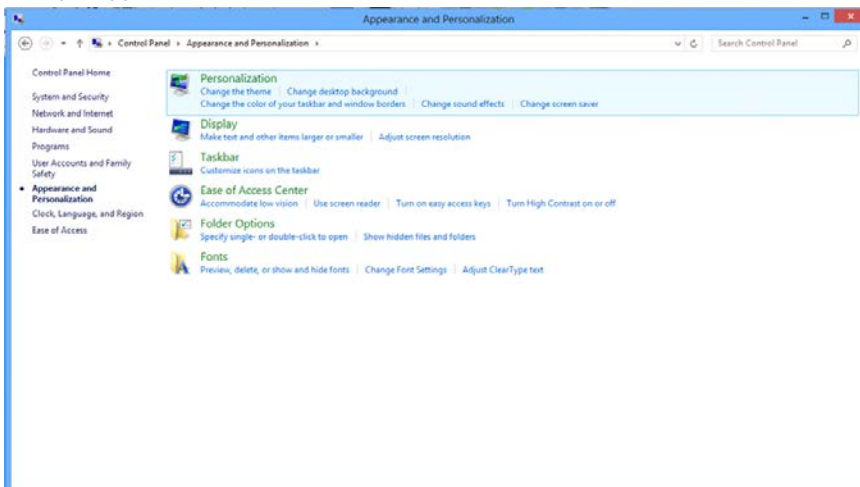 Appearance and Personalization
Control Panel Appearance and Personalization
Search Control Panel
Control Panel Home
System and Security
Network and Internet
Hardware and Sound
Programs
User Accounts and Family
Safety
Appearance and
Personalization
Clock, Language, and Region
Ease of Access
Personalization
Change the theme Change desktop background
Change the color of your taskbar and window borders Change sound effects Change screen saver
Display
Make text and other items larger or smaller Adjust screen resolution
Taskbar
Customize icons on the taskbar
Ease of Access Center
Accommodate low vision Use screen reader Turn on easy access keys Turn High Contrast on or off
Folder Options
Specify single- or double-click to open Show hidden files and folders
Fonts
Preview, delete, or show and hide fonts Change Font Settings Adjust ClearType text